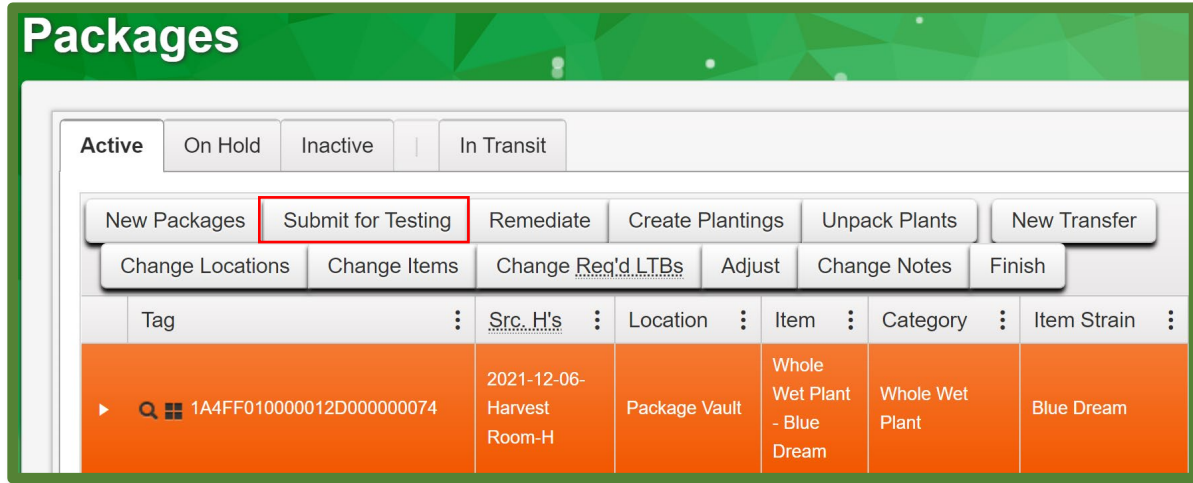 Packages
Active On Hold Inactive | In Transit
New Packages Submit for Testing Remediate Create Plantings Unpack Plants New Transfer
Change Locations Change Items Change Req'd LTBs Adjust Change Notes Finish
Tag Src. H's Location Item Category Item Strain
1A4FF010000012D000000074
2021-12-06-
Harvest
Room-H
Package Vault
Whole
Wet Plant
- Blue
Dream
Whole Wet
Plant
Blue Dream